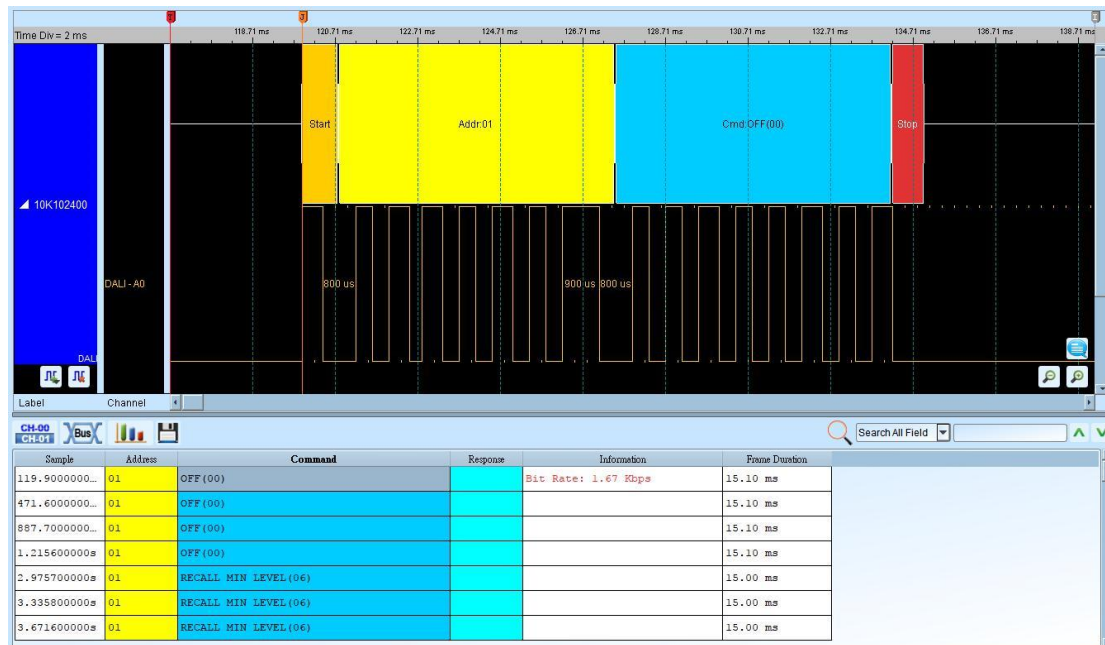 T J I
Time Div = 2 ms 118.71 ms 120.71 ms 122.71 ms 124.71 ms 126.71 ms 128.71 ms 130.71 ms 132.71 ms 134.71 ms 136.71 ms 138.71 ms
Start Addr:01 Cmd:OFF(00) Stop
10K102400
DALI - A0 800 us 900 us 800 us
DALI
Label Channel
CH-00
CH-01 Bus Search All Field
Sample Address Command Response Information Frame Duration
119.9000000... 01 OFF(00) Bit Rate: 1.67 Kbps 15.10 ms
471.6000000... 01 OFF(00) 15.10 ms
887.7000000... 01 OFF(00) 15.10 ms
1.215600000s 01 OFF(00) 15.10 ms
2.975700000s 01 RECALL MIN LEVEL(06) 15.00 ms
3.335800000s 01 RECALL MIN LEVEL(06) 15.00 ms
3.671600000s 01 RECALL MIN LEVEL(06) 15.00 ms